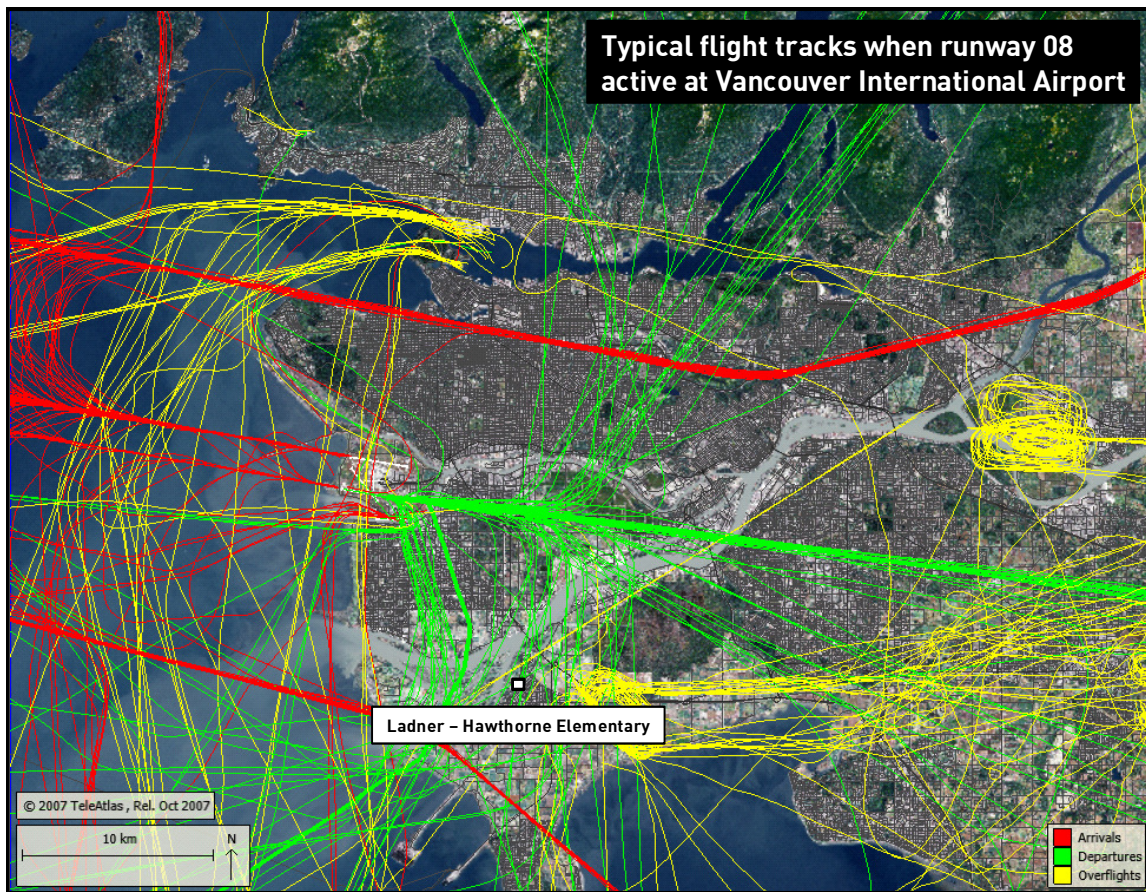 Typical flight tracks when runway 08
active at Vancouver International Airport
Ladner – Hawthorne Elementary
© 2007 TeleAtlas , Rel. Oct 2007
10 km
N
Arrivals
Departures
Overflights